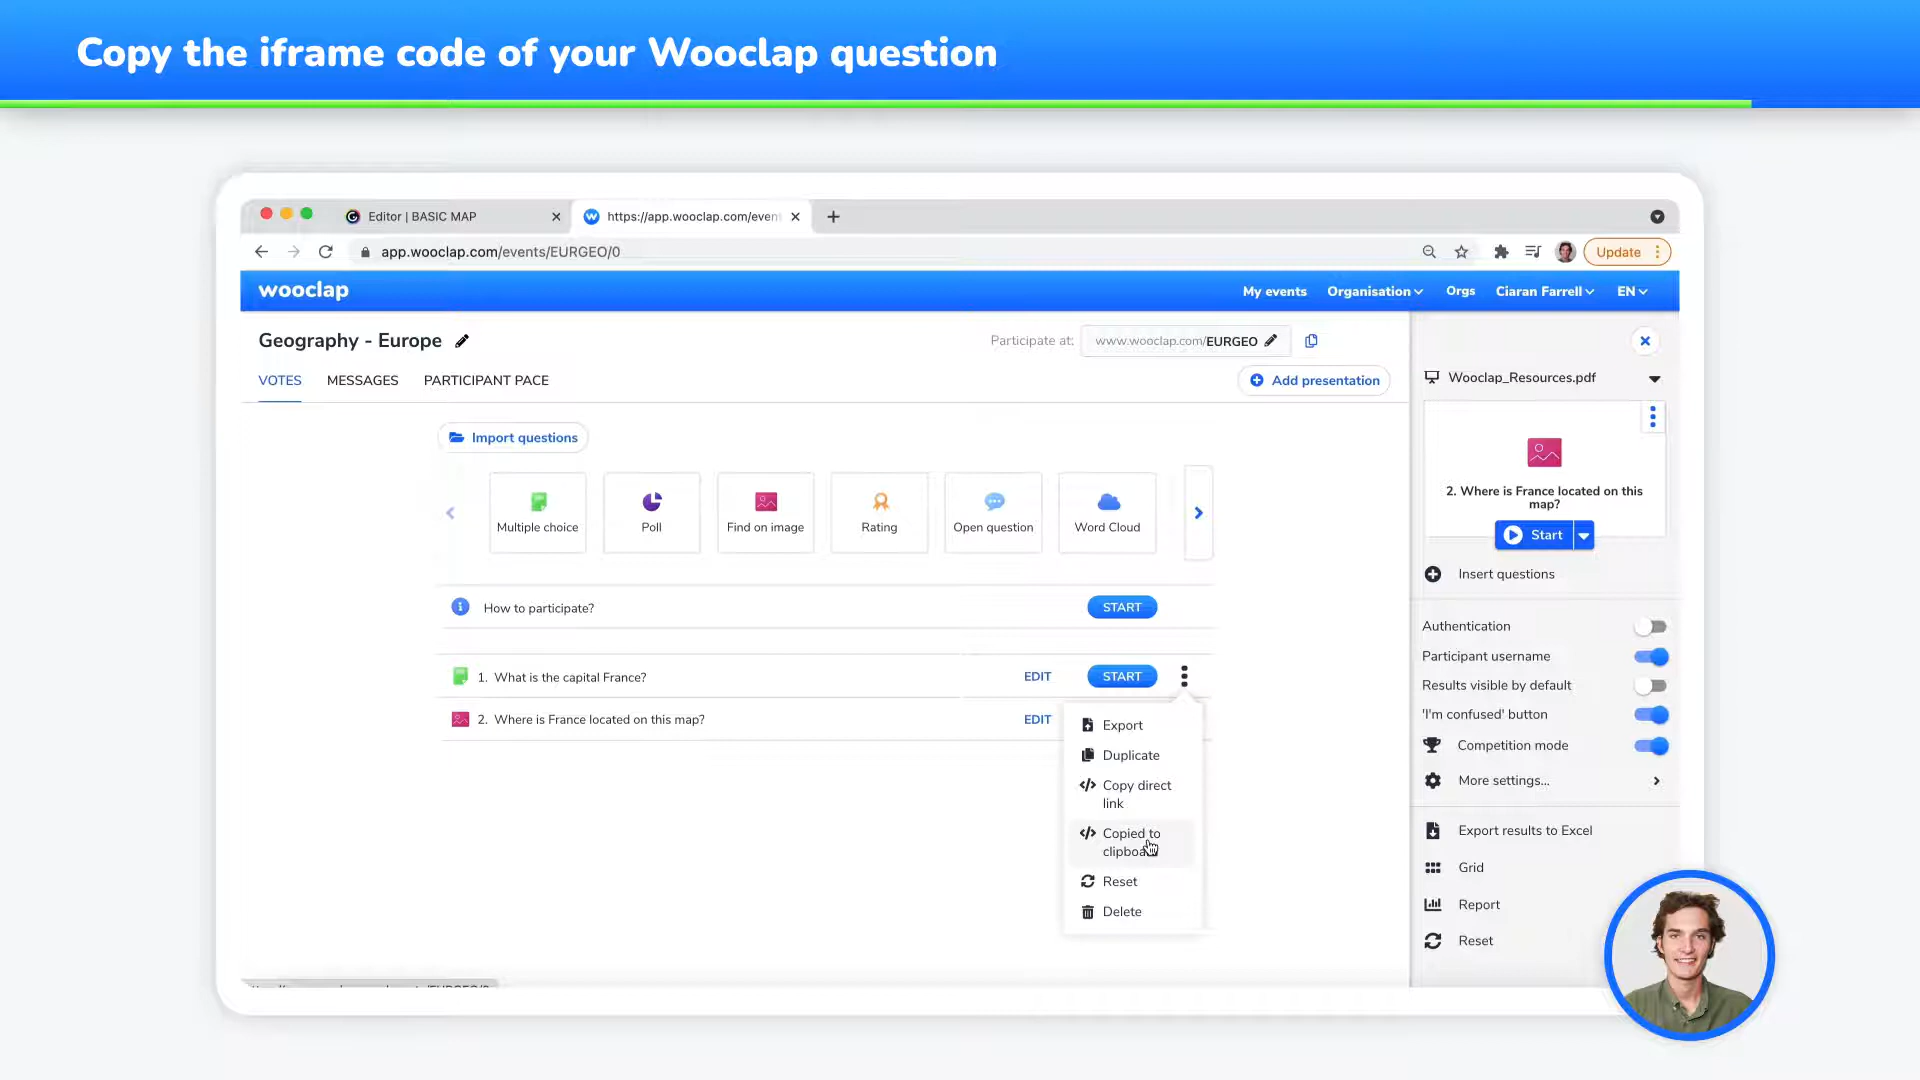 Copy the iframe code of your Wooclap question
Editor | BASIC MAP
https://app.wooclap.com/even
app.wooclap.com/events/EURGEO/0
Update
wooclap
My events
Organisation
Orgs
Ciaran Farrell
EN
Geography - Europe
Participate at:
www.wooclap.com/EURGEO
VOTES
MESSAGES
PARTICIPANT PACE
Add presentation
Import questions
Multiple choice
Poll
Find on image
Rating
Open question
Word Cloud
How to participate?
START
1. What is the capital France?
EDIT
START
2. Where is France located on this map?
EDIT
Export
Duplicate
Copy direct
link
Copied to
clipboard
Reset
Delete
Wooclap_Resources.pdf
2. Where is France located on this
map?
Start
Insert questions
Authentication
Participant username
Results visible by default
'I'm confused' button
Competition mode
More settings...
Export results to Excel
Grid
Report
Reset